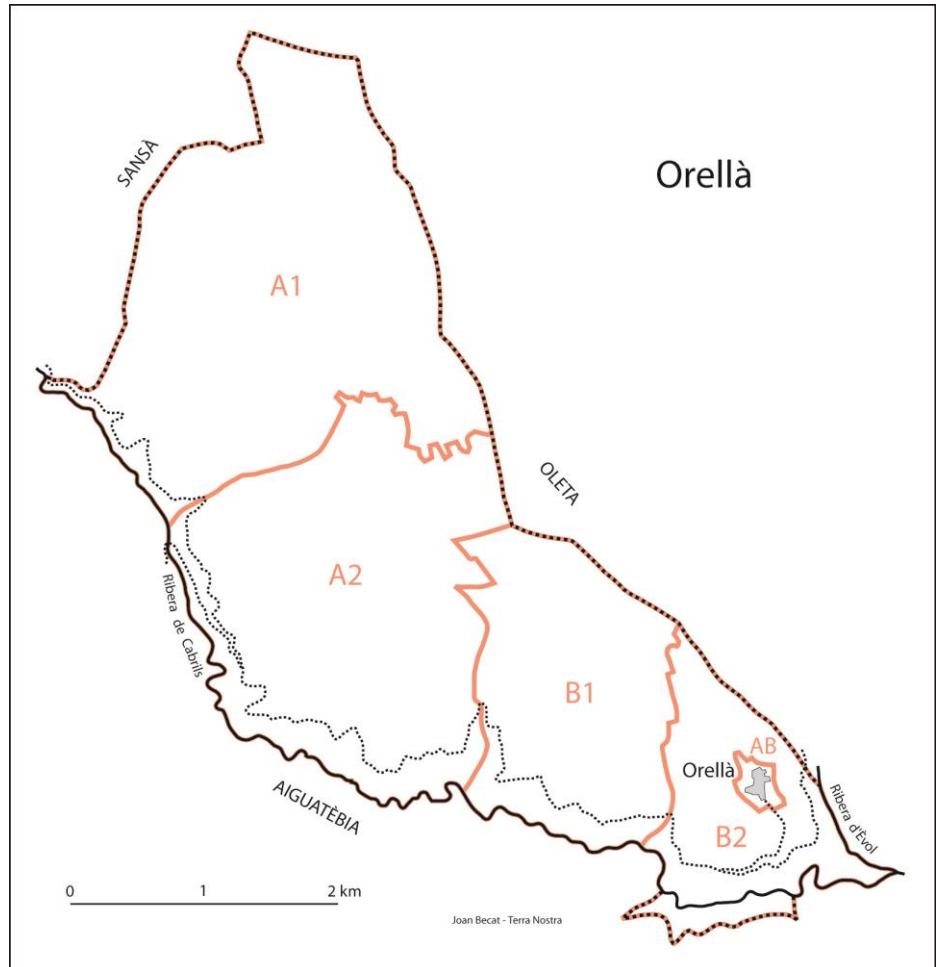 Orellà
SANSÀ
A1
OLETA
A2
Ribera de Cabrils
B1
AB
Orellà
Ribera d'Èvol
AIGUATÈBIA
B2
0 1 2 km
Joan Becat - Terra Nostra